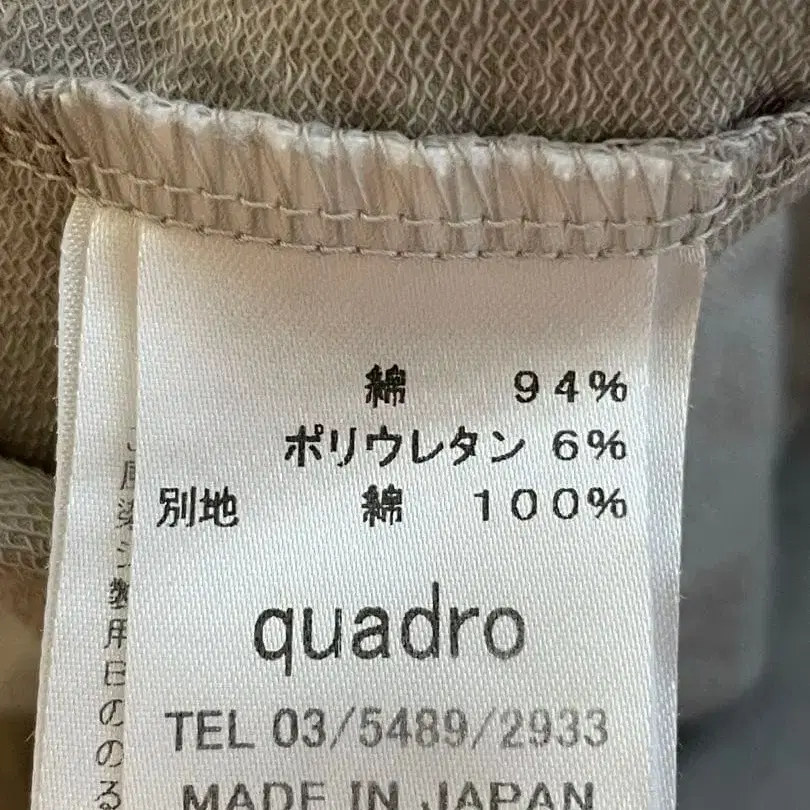 綿 94%
ポリウレタン 6%
別地 綿 100%
quadro
TEL 03/5489/2933
MADE IN JAPAN